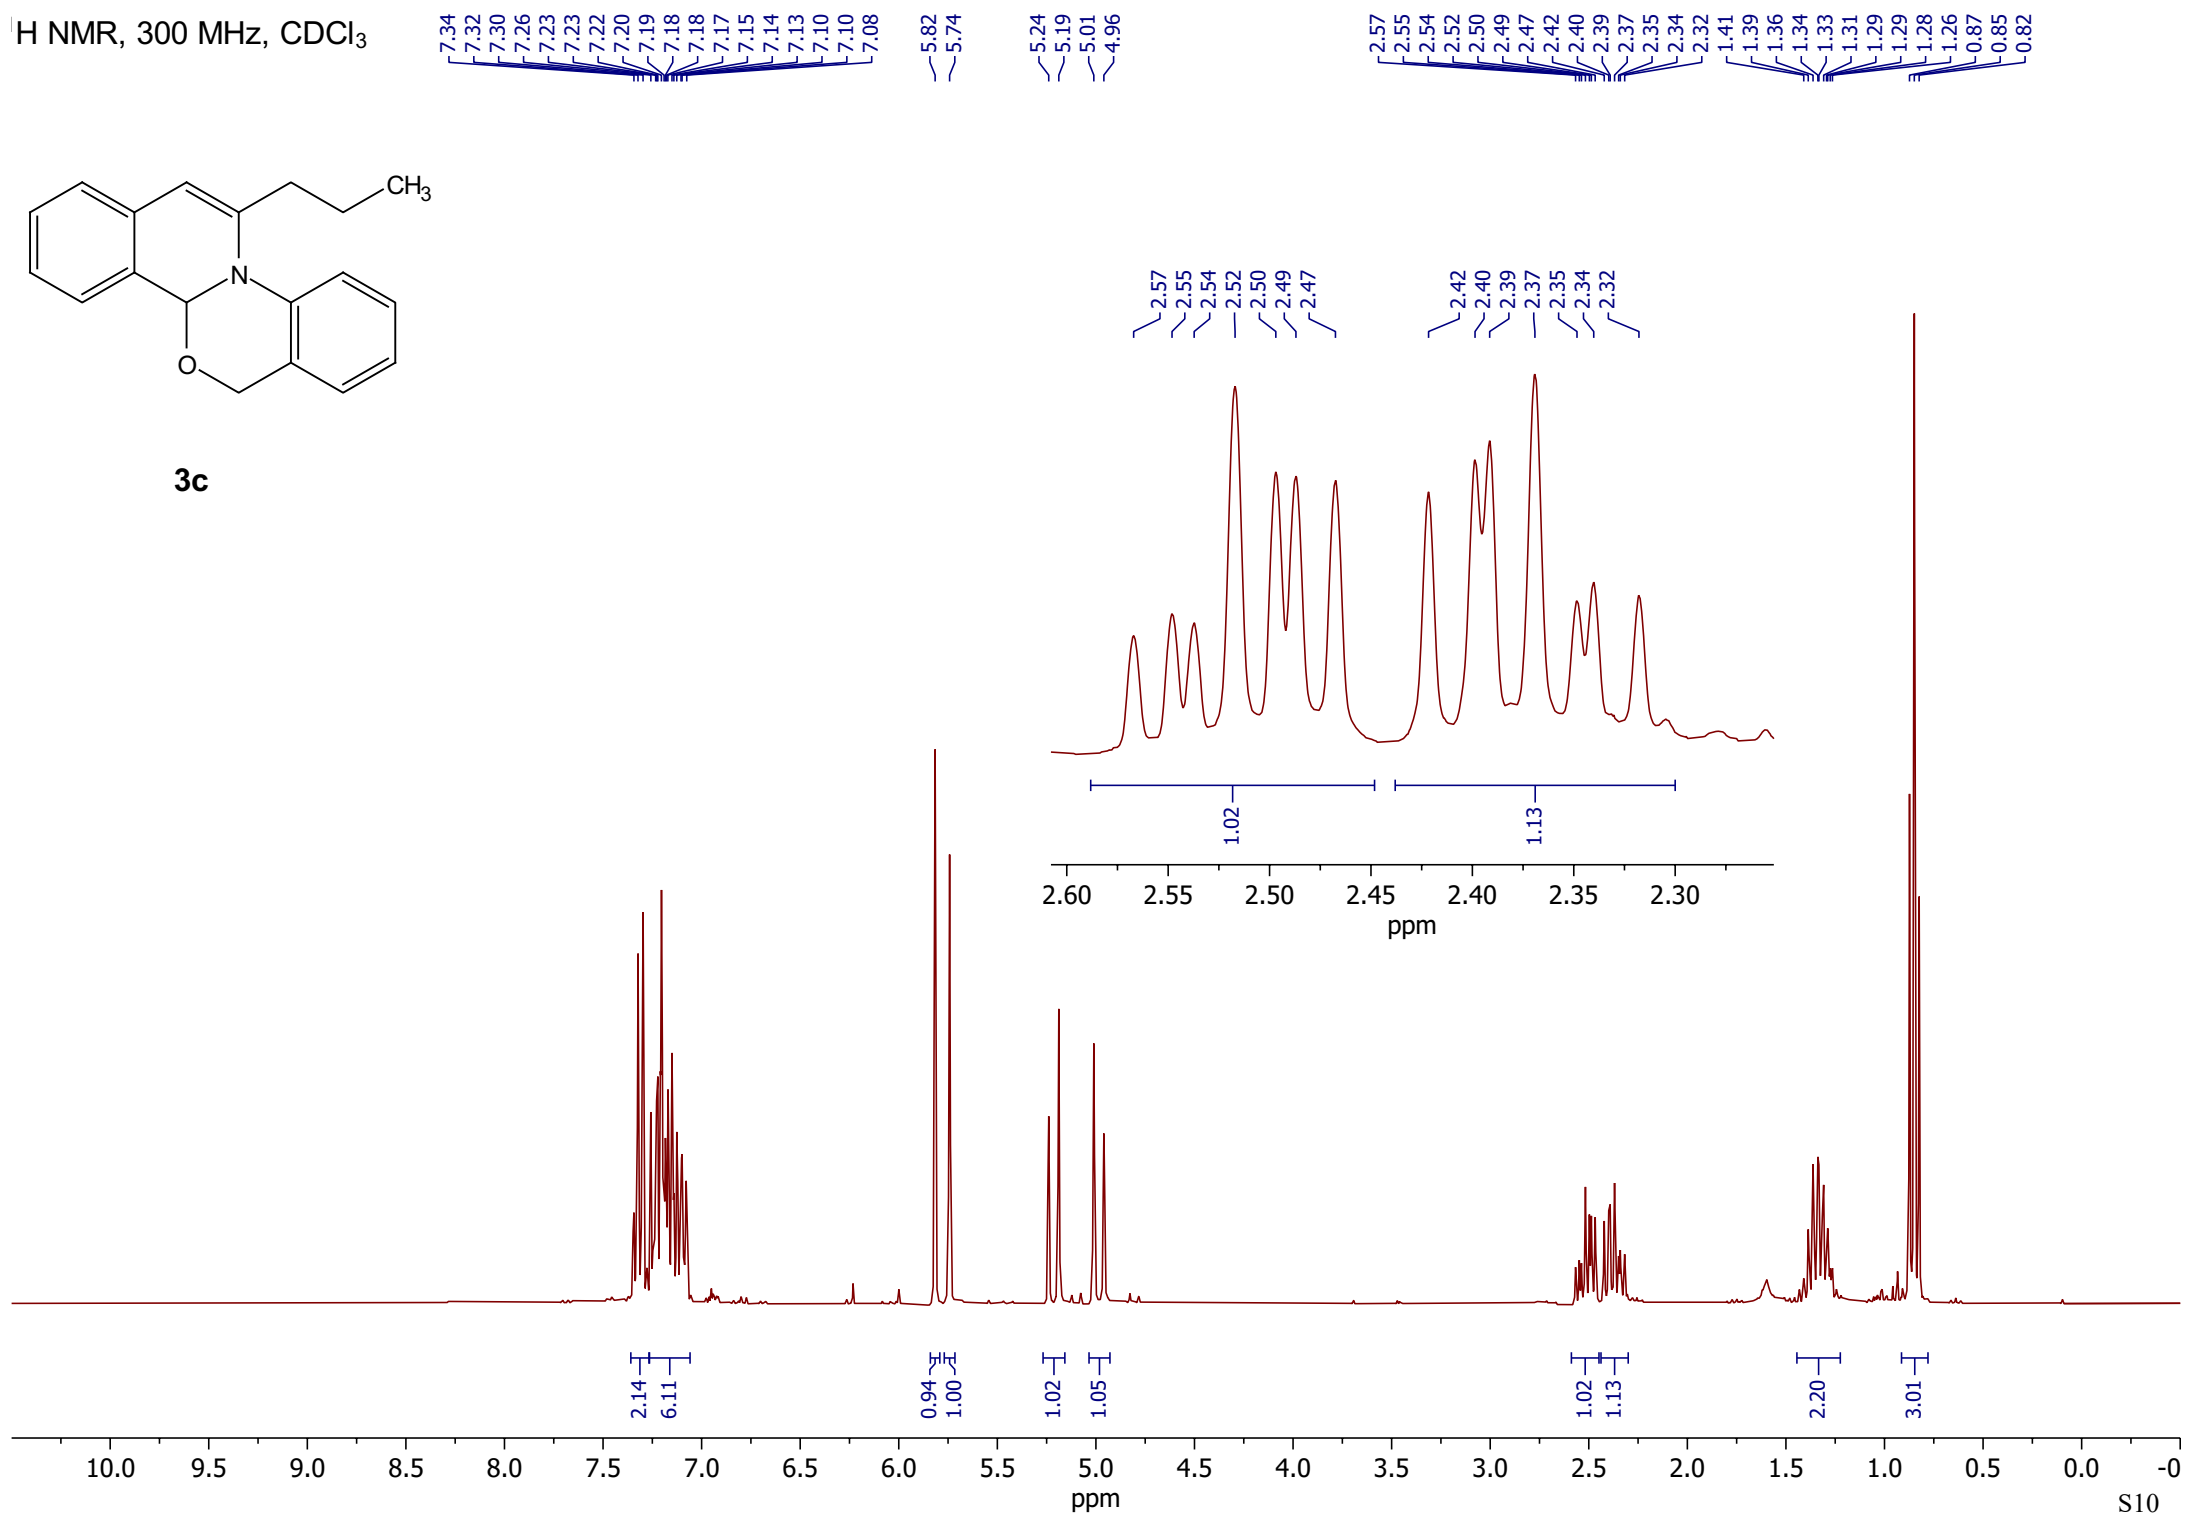 ¹H NMR, 300 MHz, CDCl₃
7.34 7.32 7.30 7.26 7.23 7.23 7.22 7.20 7.19 7.18 7.18 7.17 7.15 7.14 7.13 7.10 7.10 7.08 5.82 5.74 5.24 5.19 5.01 4.96 2.57 2.55 2.54 2.52 2.50 2.49 2.47 2.42 2.40 2.39 2.37 2.35 2.34 2.32 1.41 1.39 1.36 1.34 1.33 1.31 1.29 1.29 1.28 1.26 0.87 0.85 0.82
CH₃
N
O
3c
2.57 2.55 2.54 2.52 2.50 2.49 2.47 2.42 2.40 2.39 2.37 2.35 2.34 2.32
1.02 1.13
2.60 2.55 2.50 2.45 2.40 2.35 2.30
ppm
2.14 6.11 0.94 1.00 1.02 1.05 1.02 1.13 2.20 3.01
10.0 9.5 9.0 8.5 8.0 7.5 7.0 6.5 6.0 5.5 5.0 4.5 4.0 3.5 3.0 2.5 2.0 1.5 1.0 0.5 0.0 -0
ppm
S10